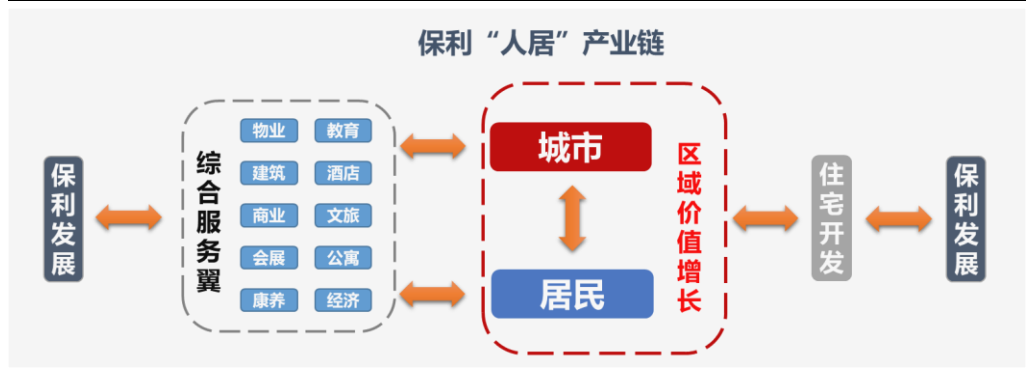 保利“人居”产业链
保利发展
综合服务翼
物业
教育
建筑
酒店
商业
文旅
会展
公寓
康养
经济
城市
居民
区域价值增长
住宅开发
保利发展